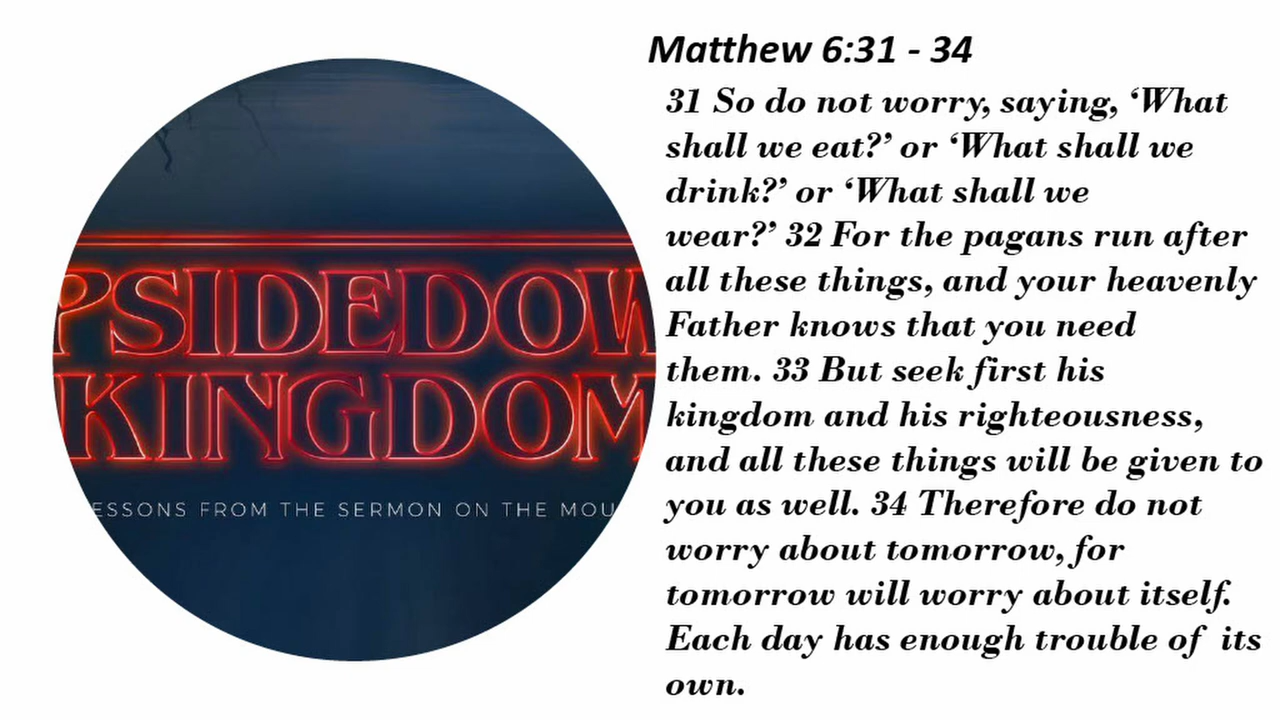 PSIDEDOW
KINGDOM
ESSONS FROM THE SERMON ON THE MOU
Matthew 6:31 - 34
31 So do not worry, saying, ‘What
shall we eat?’ or ‘What shall we
drink?’ or ‘What shall we
wear?’ 32 For the pagans run after
all these things, and your heavenly
Father knows that you need
them. 33 But seek first his
kingdom and his righteousness,
and all these things will be given to
you as well. 34 Therefore do not
worry about tomorrow, for
tomorrow will worry about itself.
Each day has enough trouble of its
own.